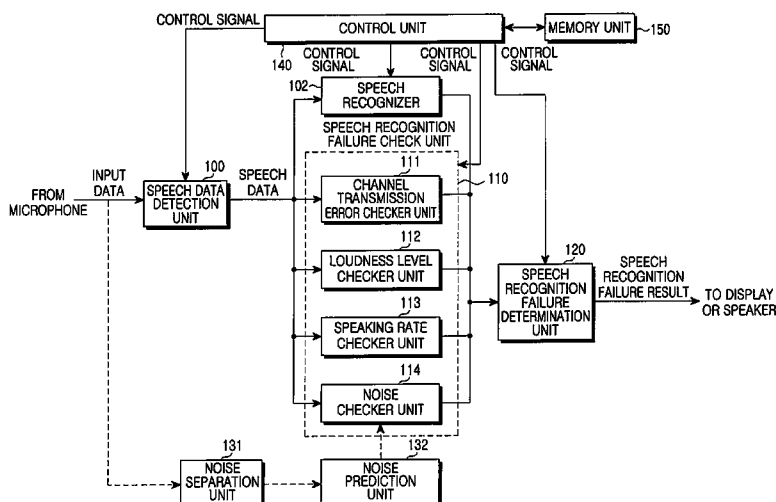 CONTROL SIGNAL
CONTROL UNIT
MEMORY UNIT
150
140
CONTROL
SIGNAL
CONTROL
SIGNAL
CONTROL
SIGNAL
102
SPEECH
RECOGNIZER
SPEECH RECOGNITION
FAILURE CHECK UNIT
110
FROM
MICROPHONE
INPUT
DATA
100
SPEECH DATA
DETECTION
UNIT
SPEECH
DATA
111
CHANNEL
TRANSMISSION
ERROR CHECKER UNIT
112
LOUDNESS LEVEL
CHECKER UNIT
113
SPEAKING RATE
CHECKER UNIT
114
NOISE
CHECKER UNIT
120
SPEECH
RECOGNITION
FAILURE
DETERMINATION
UNIT
SPEECH
RECOGNITION
FAILURE RESULT
TO DISPLAY
OR SPEAKER
131
NOISE
SEPARATION
UNIT
132
NOISE
PREDICTION
UNIT